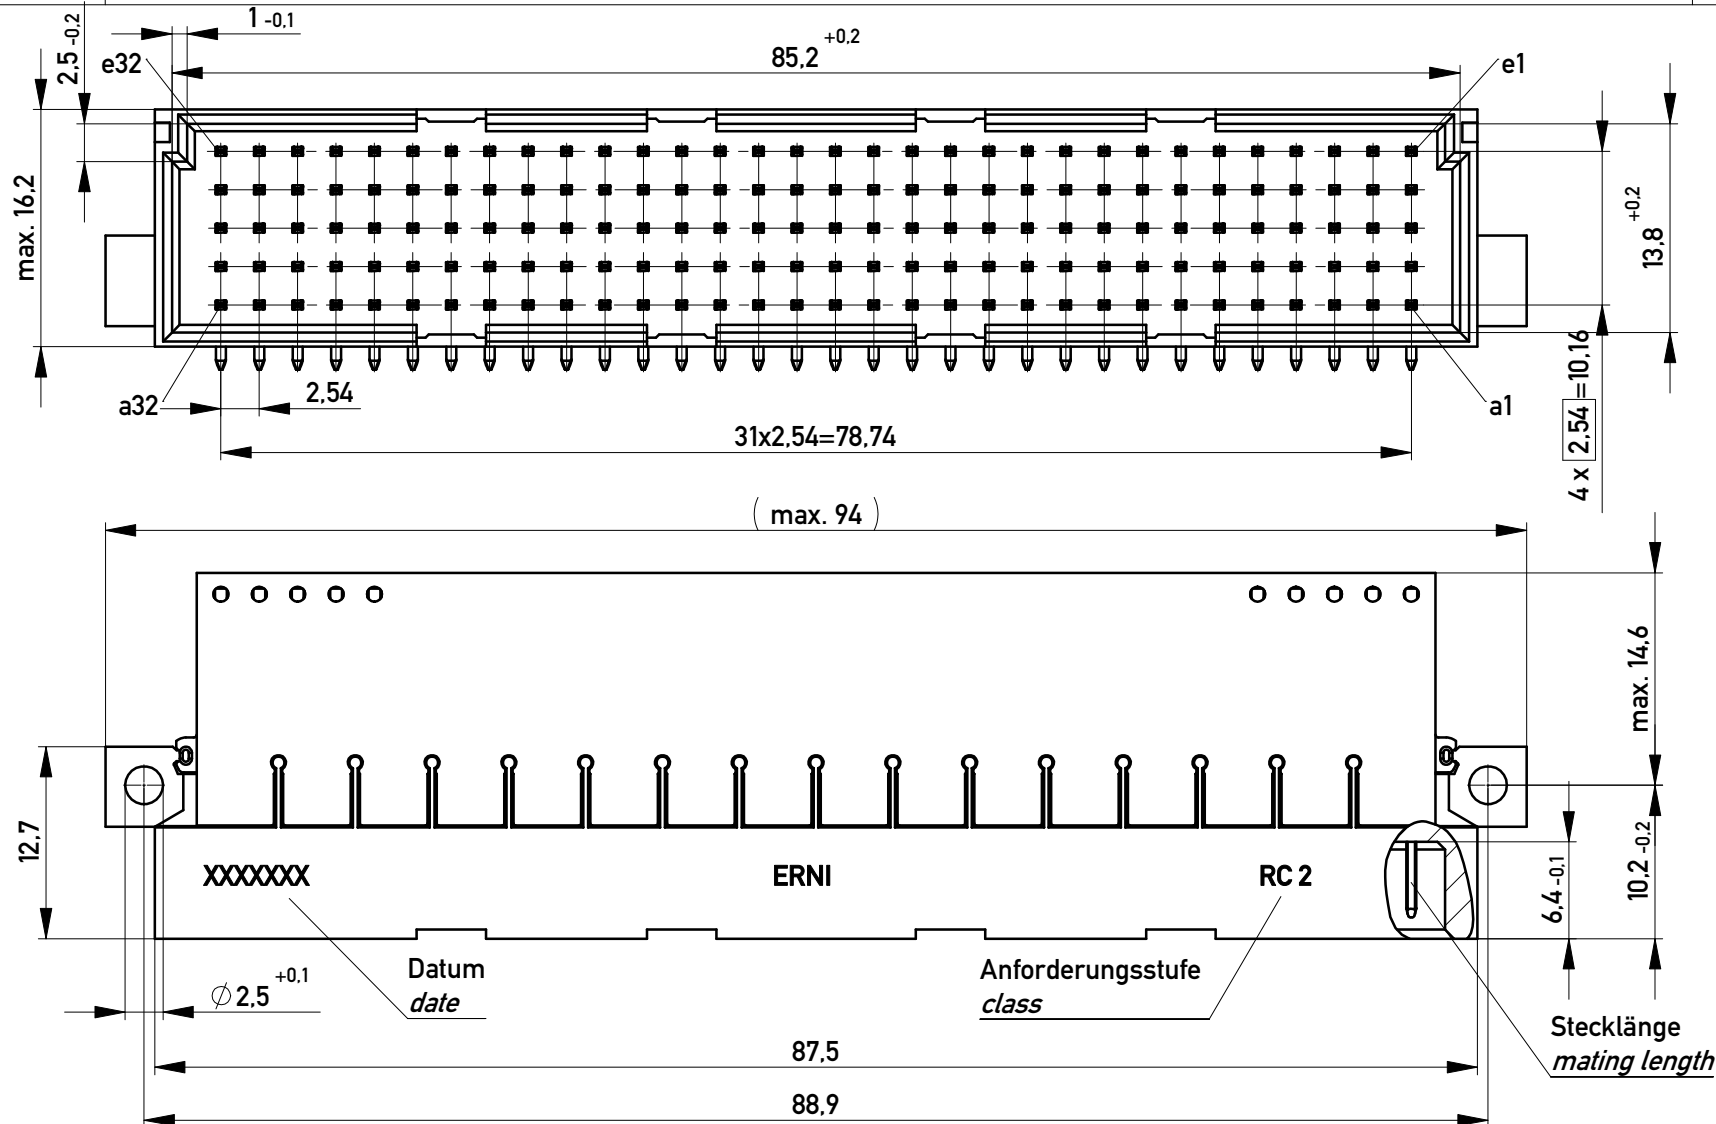 1 -0,1
2,5 -0,2
85,2 +0,2
e32
e1
max. 16,2
13,8 +0,2
a32
2,54
a1
31x2,54=78,74
4 x 2,54=10,16
( max. 94 )
max. 14,6
12,7
XXXXXXX
ERNI
RC 2
6,4 -0,1
10,2 -0,2
∅ 2,5 +0,1
Datum
date
Anforderungsstufe
class
Stecklänge
mating length
87,5
88,9